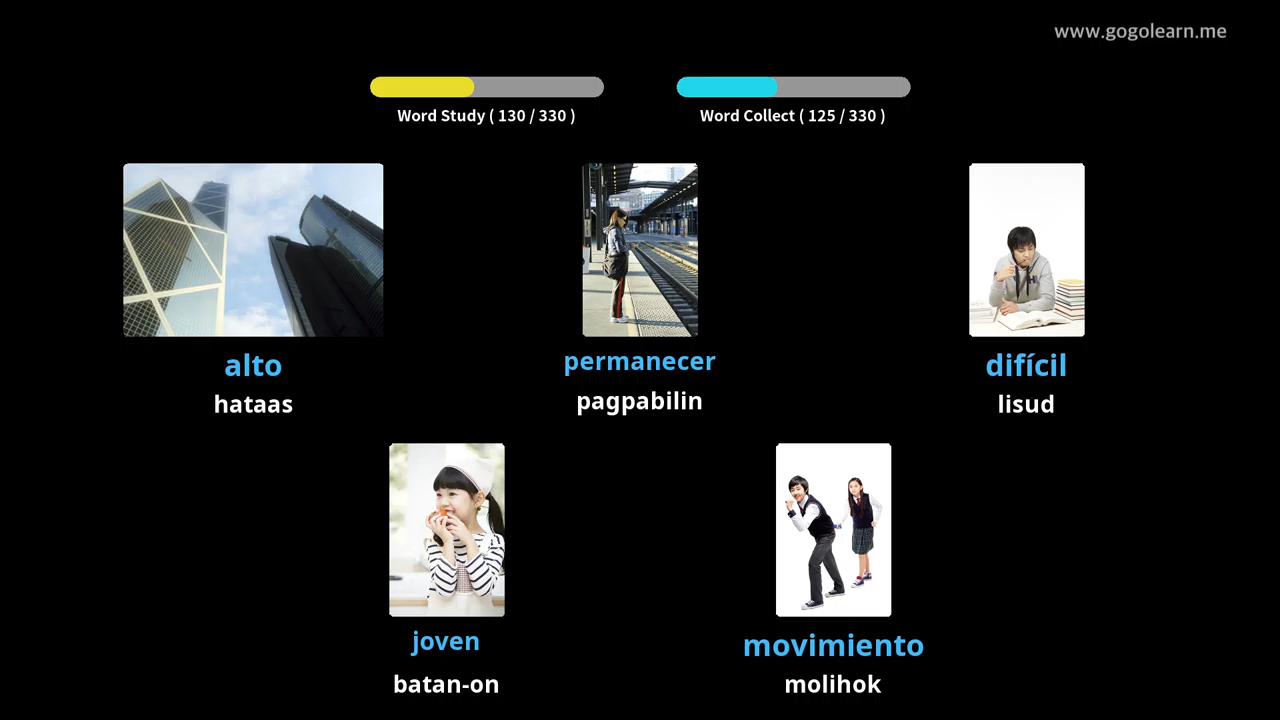 www.gogolearn.me
Word Study ( 130 / 330 )
Word Collect ( 125 / 330 )
alto
hataas
permanecer
pagpabilin
difícil
lisud
joven
batan-on
movimiento
molihok